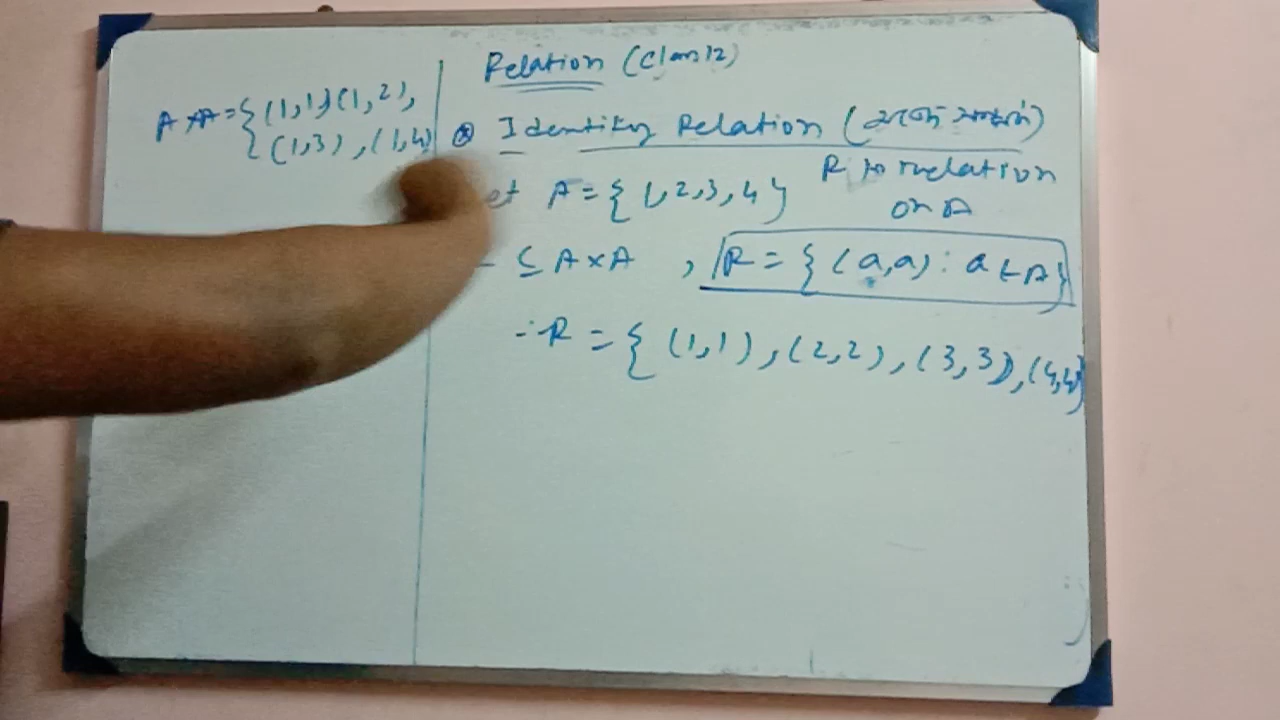 A×A = {(1,1)(1,2),
(1,3),(1,4)
Relation (Class 12)
Identity Relation
A = {1,2,3,4} R is relation
on A
⊆ A×A , R = {(a,a) : a ∈ A}
∴ R = {(1,1),(2,2),(3,3),(4,4)}